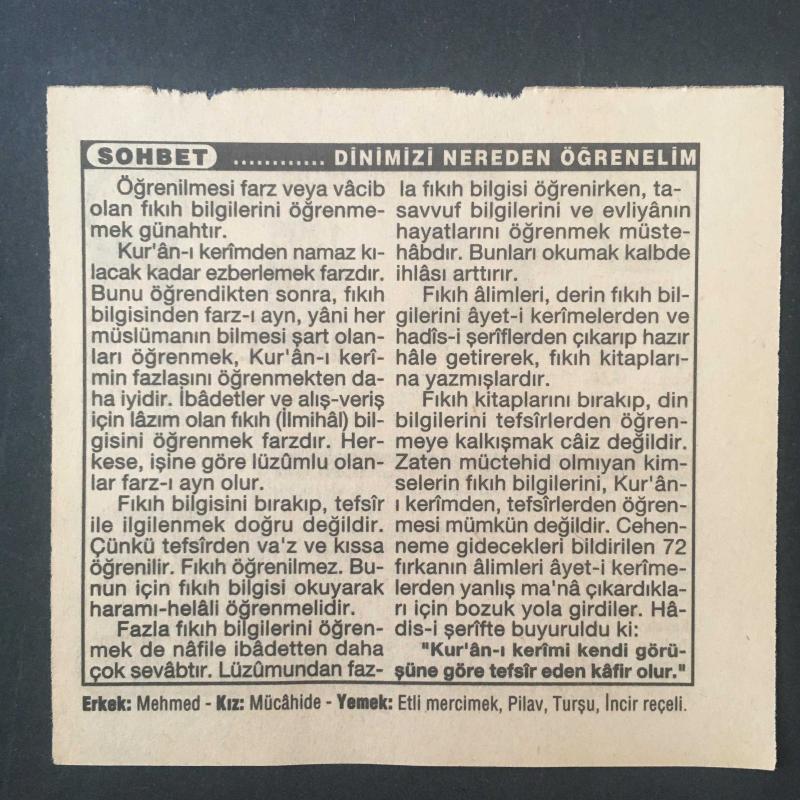 SOHBET ............ DİNİMİZİ NEREDEN ÖĞRENELİM
Öğrenilmesi farz veya vâcib
olan fıkıh bilgilerini öğrenme-
mek günahtır.
Kur'ân-ı kerîmden namaz kı-
lacak kadar ezberlemek farzdır.
Bunu öğrendikten sonra, fıkıh
bilgisinden farz-ı ayn, yâni her
müslümanın bilmesi şart olan-
ları öğrenmek, Kur'ân-ı kerî-
min fazlasını öğrenmekten da-
ha iyidir. İbâdetler ve alış-veriş
için lâzım olan fıkıh (İlmihâl) bil-
gisini öğrenmek farzdır. Her-
kese, işine göre lüzûmlu olan-
lar farz-ı ayn olur.
Fıkıh bilgisini bırakıp, tefsîr
ile ilgilenmek doğru değildir.
Çünkü tefsîrden va'z ve kıssa
öğrenilir. Fıkıh öğrenilmez. Bu-
nun için fıkıh bilgisi okuyarak
haramı-helâli öğrenmelidir.
Fazla fıkıh bilgilerini öğren-
mek de nâfile ibâdetten daha
çok sevâbtır. Lüzûmundan faz-
la fıkıh bilgisi öğrenirken, ta-
savvuf bilgilerini ve evliyânın
hayatlarını öğrenmek müste-
hâbdır. Bunları okumak kalbde
ihlâsı arttırır.
Fıkıh âlimleri, derin fıkıh bil-
gilerini âyet-i kerîmelerden ve
hadîs-i şerîflerden çıkarıp hazır
hâle getirerek, fıkıh kitapları-
na yazmışlardır.
Fıkıh kitaplarını bırakıp, din
bilgilerini tefsîrlerden öğren-
meye kalkışmak câiz değildir.
Zaten müctehid olmıyan kim-
selerin fıkıh bilgilerini, Kur'ân-
ı kerîmden, tefsîrlerden öğren-
mesi mümkün değildir. Cehen-
neme gidecekleri bildirilen 72
fırkanın âlimleri âyet-i kerîme-
lerden yanlış ma'nâ çıkardıkla-
rı için bozuk yola girdiler. Hâ-
dis-i şerîfte buyuruldu ki:
"Kur'ân-ı kerîmi kendi görü-
şüne göre tefsîr eden kâfir olur."
Erkek: Mehmed - Kız: Mücâhide - Yemek: Etli mercimek, Pilav, Turşu, İncir reçeli.